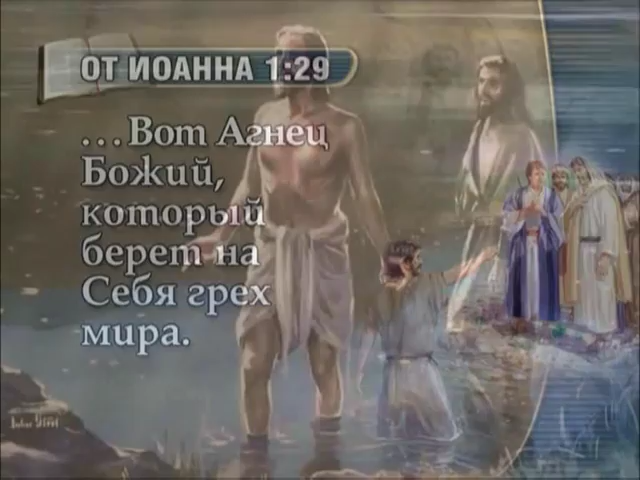 ОТ ИОАННА 1:29
...Вот Агнец
Божий,
который
берет на
Себя грех
мира.